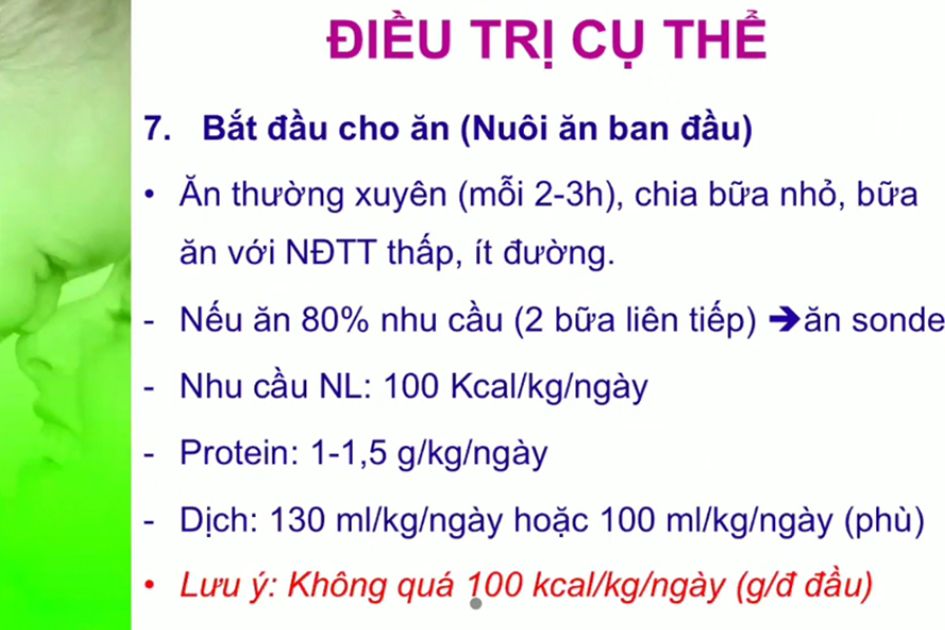 ĐIỀU TRỊ CỤ THỂ
7. Bắt đầu cho ăn (Nuôi ăn ban đầu)
• Ăn thường xuyên (mỗi 2-3h), chia bữa nhỏ, bữa
ăn với NĐTT thấp, ít đường.
- Nếu ăn 80% nhu cầu (2 bữa liên tiếp) ➔ăn sonde
- Nhu cầu NL: 100 Kcal/kg/ngày
- Protein: 1-1,5 g/kg/ngày
- Dịch: 130 ml/kg/ngày hoặc 100 ml/kg/ngày (phù)
• Lưu ý: Không quá 100 kcal/kg/ngày (g/đ đầu)